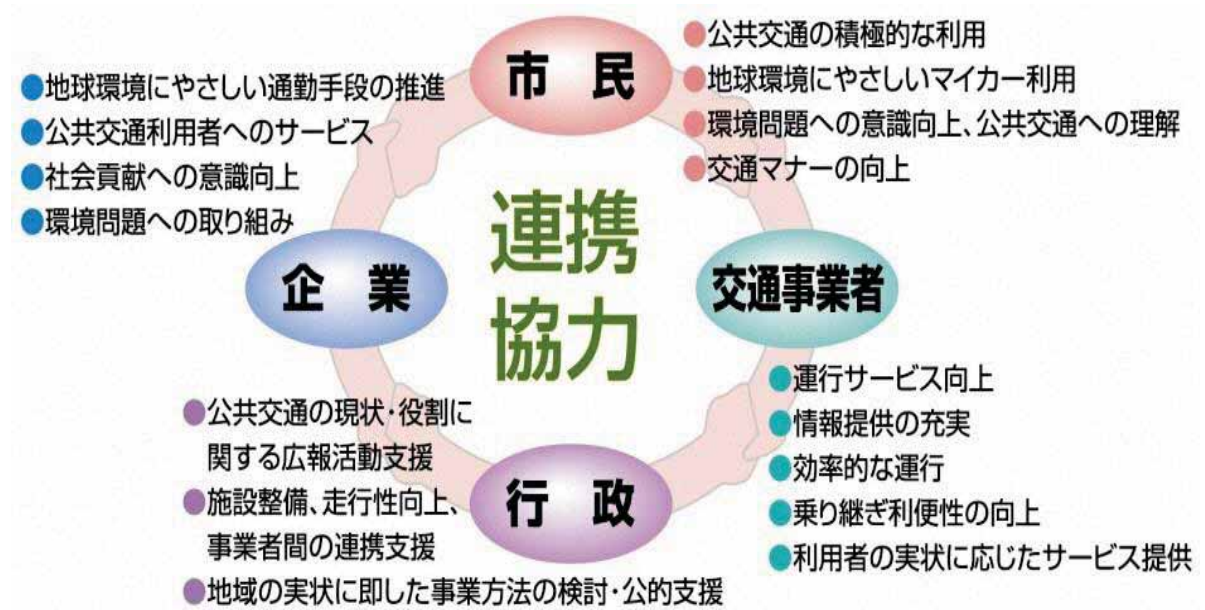 市 民
●公共交通の積極的な利用
●地球環境にやさしいマイカー利用
●環境問題への意識向上、公共交通への理解
●交通マナーの向上
●地球環境にやさしい通勤手段の推進
●公共交通利用者へのサービス
●社会貢献への意識向上
●環境問題への取り組み
企 業
連携
協力
交通事業者
●運行サービス向上
●情報提供の充実
●効率的な運行
●乗り継ぎ利便性の向上
●利用者の実状に応じたサービス提供
行 政
●公共交通の現状・役割に
関する広報活動支援
●施設整備、走行性向上、
事業者間の連携支援
●地域の実状に即した事業方法の検討・公的支援